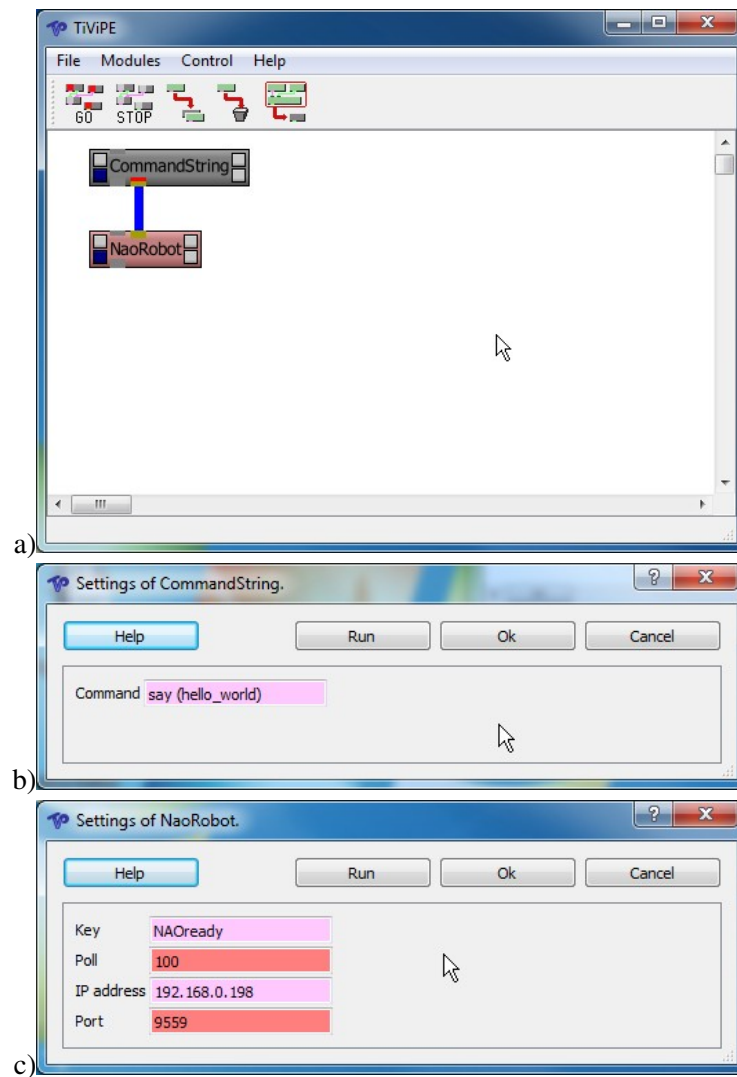 TiViPE
File Modules Control Help
GO STOP
CommandString
NaoRobot
a)
Settings of CommandString.
Help Run Ok Cancel
Command say (hello_world)
b)
Settings of NaoRobot.
Help Run Ok Cancel
Key NAOready
Poll 100
IP address 192.168.0.198
Port 9559
c)